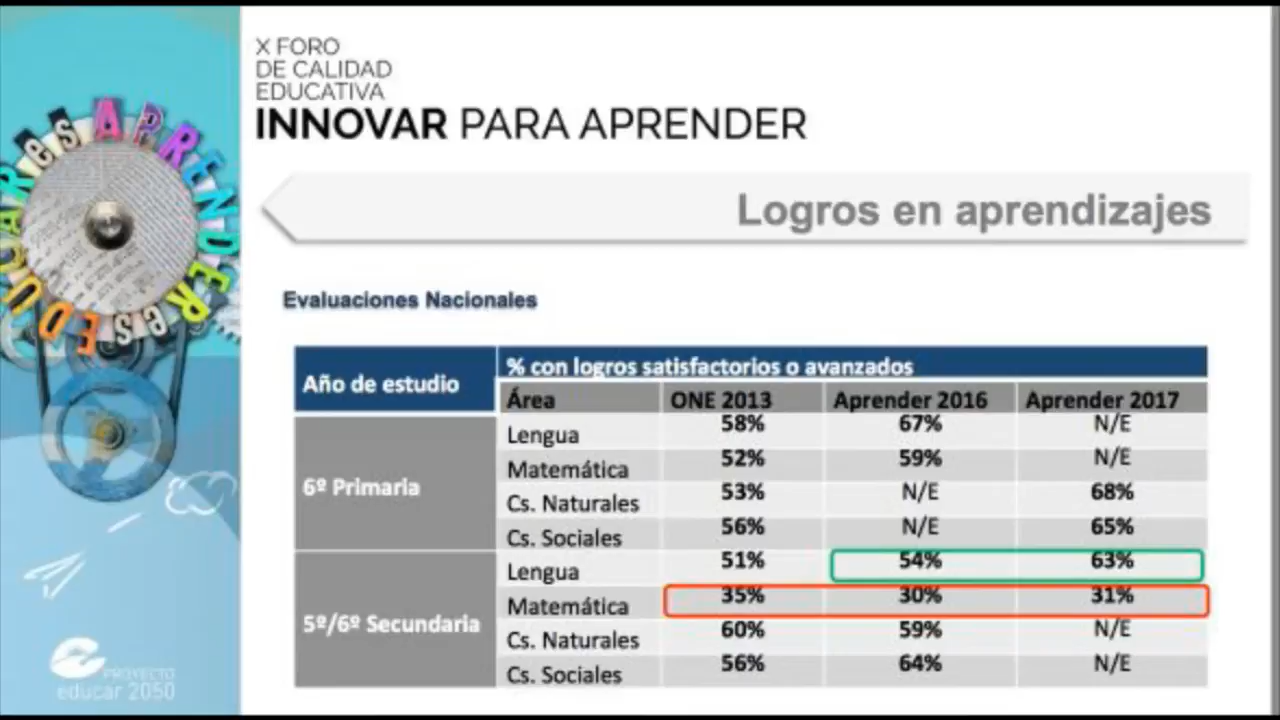 X FORO
DE CALIDAD
EDUCATIVA
INNOVAR PARA APRENDER
EDUCARES APRENDER ES
Logros en aprendizajes
Evaluaciones Nacionales
Año de estudio
% con logros satisfactorios o avanzados
Área ONE 2013 Aprender 2016 Aprender 2017
6º Primaria
Lengua 58% 67% N/E
Matemática 52% 59% N/E
Cs. Naturales 53% N/E 68%
Cs. Sociales 56% N/E 65%
5º/6º Secundaria
Lengua 51% 54% 63%
Matemática 35% 30% 31%
Cs. Naturales 60% 59% N/E
Cs. Sociales 56% 64% N/E
PROYECTO
educar 2050